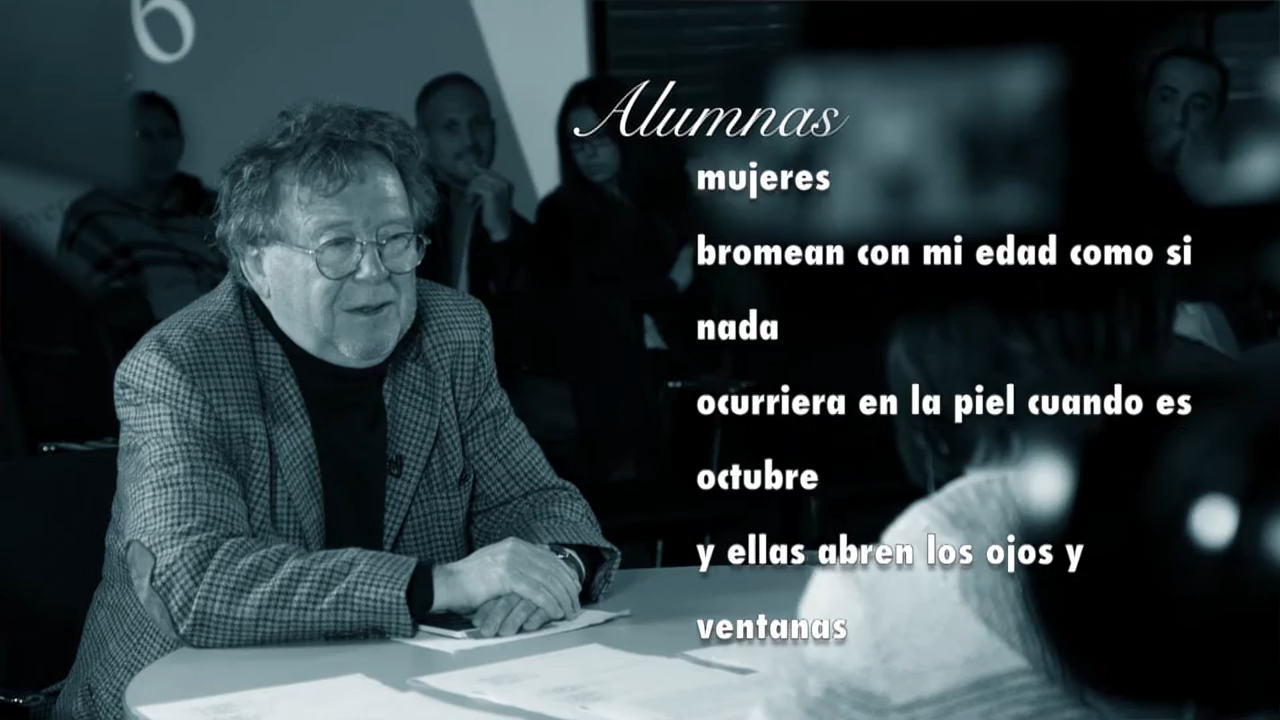 6
Alumnas
mujeres
bromean con mi edad como si
nada
ocurriera en la piel cuando es
octubre
y ellas abren los ojos y
ventanas